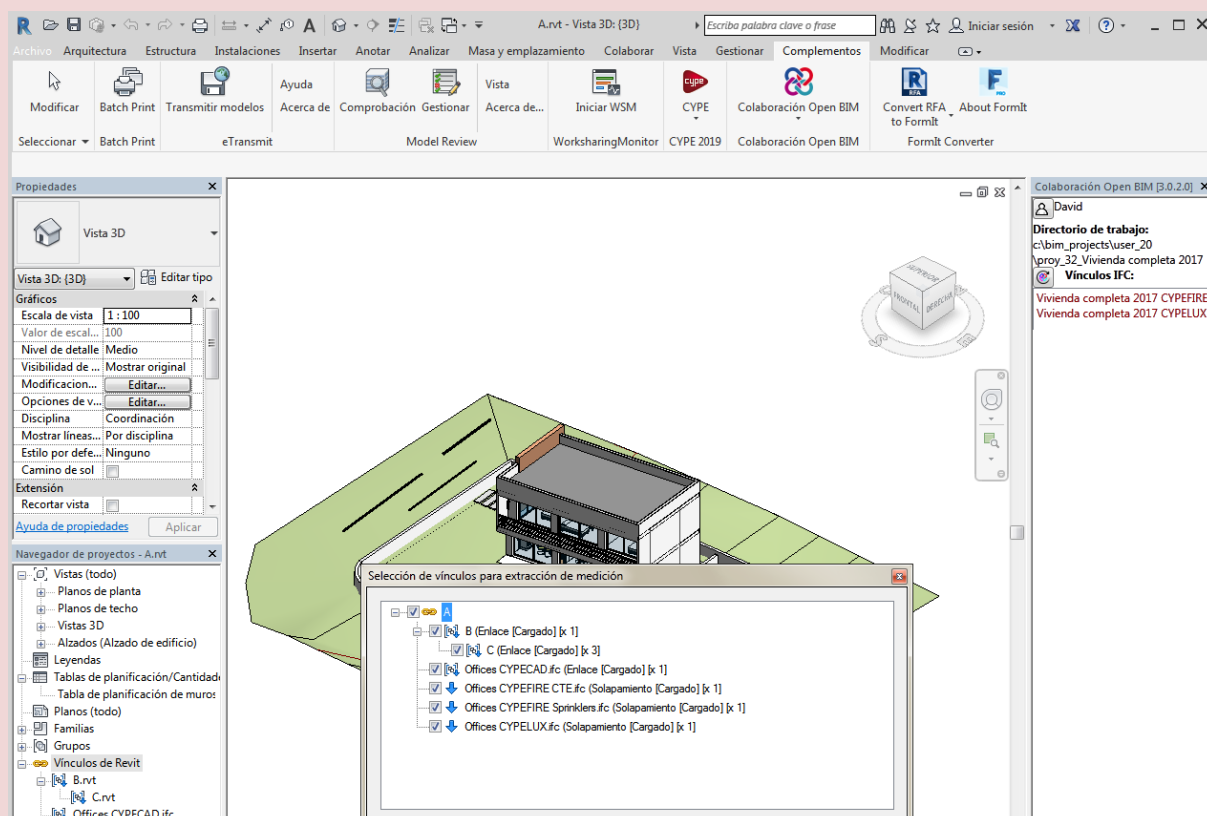 A.rvt - Vista 3D: {3D}
Escriba palabra clave o frase
Iniciar sesión
Archivo Arquitectura Estructura Instalaciones Insertar Anotar Analizar Masa y emplazamiento Colaborar Vista Gestionar Complementos Modificar
Modificar
Batch Print
Transmitir modelos
Ayuda
Acerca de
Comprobación
Gestionar
Vista
Acerca de...
Iniciar WSM
cype
CYPE
Colaboración Open BIM
RFA
Convert RFA
to FormIt
PRO
About FormIt
Seleccionar
Batch Print
eTransmit
Model Review
WorksharingMonitor
CYPE 2019
Colaboración Open BIM
FormIt Converter
Propiedades
Vista 3D
Vista 3D: {3D}
Editar tipo
Gráficos
Escala de vista 1 : 100
Valor de escal... 100
Nivel de detalle Medio
Visibilidad de ... Mostrar original
Modificacion... Editar...
Opciones de v... Editar...
Disciplina Coordinación
Mostrar líneas... Por disciplina
Estilo por defe... Ninguno
Camino de sol
Extensión
Recortar vista
Ayuda de propiedades
Aplicar
Navegador de proyectos - A.rvt
Vistas (todo)
Planos de planta
Planos de techo
Vistas 3D
Alzados (Alzado de edificio)
Leyendas
Tablas de planificación/Cantidad
Tabla de planificación de muros
Planos (todo)
Familias
Grupos
Vínculos de Revit
B.rvt
C.rvt
Offices CYPECAD.ifc
SUPERIOR
FRONTAL
DERECHA
Selección de vínculos para extracción de medición
A
B (Enlace [Cargado] [x 1]
C (Enlace [Cargado] [x 3]
Offices CYPECAD.ifc (Enlace [Cargado] [x 1]
Offices CYPEFIRE CTE.ifc (Solapamiento [Cargado] [x 1]
Offices CYPEFIRE Sprinklers.ifc (Solapamiento [Cargado] [x 1]
Offices CYPELUX.ifc (Solapamiento [Cargado] [x 1]
Colaboración Open BIM [3.0.2.0]
David
Directorio de trabajo:
c:\bim_projects\user_20
\proy_32_Vivienda completa 2017
Vínculos IFC:
Vivienda completa 2017 CYPEFIRE
Vivienda completa 2017 CYPELUX